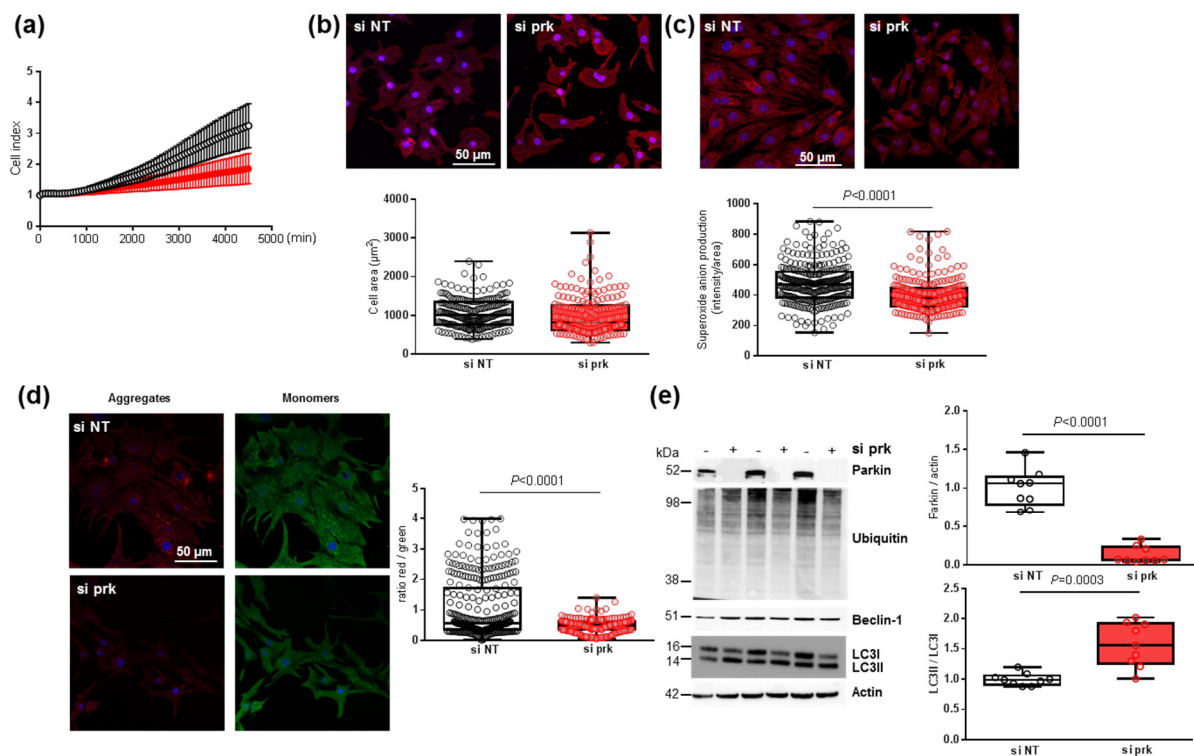 (a)
Cell index
5
4
3
2
1
0
0 1000 2000 3000 4000 5000 (min)
(b)
si NT
si prk
50 µm
Cell area (µm²)
4000
3000
2000
1000
0
si NT si prk
(c)
si NT
si prk
50 µm
P<0.0001
Superoxide anion production
(intensity/area)
1000
800
600
400
200
0
si NT si prk
(d)
Aggregates Monomers
si NT
50 µm
si prk
P<0.0001
ratio red / green
5
4
3
2
1
0
si NT si prk
(e)
kDa - + - + - + si prk
52 Parkin
98
Ubiquitin
38
51 Beclin-1
16 LC3I
14 LC3II
42 Actin
P<0.0001
Parkin / actin
2.0
1.5
1.0
0.5
0.0
si NT si prk
P=0.0003
LC3II / LC3I
2.5
2.0
1.5
1.0
0.5
0.0
si NT si prk